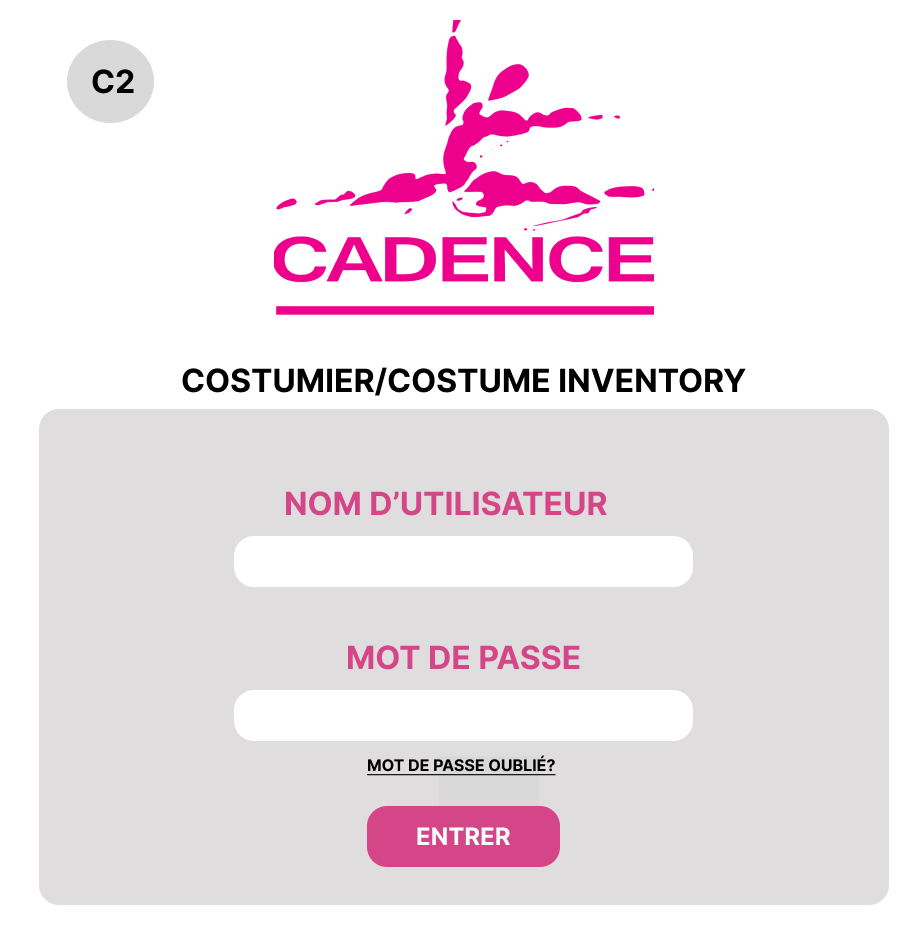 C2
CADENCE
COSTUMIER/COSTUME INVENTORY
NOM D’UTILISATEUR
MOT DE PASSE
MOT DE PASSE OUBLIÉ?
ENTRER